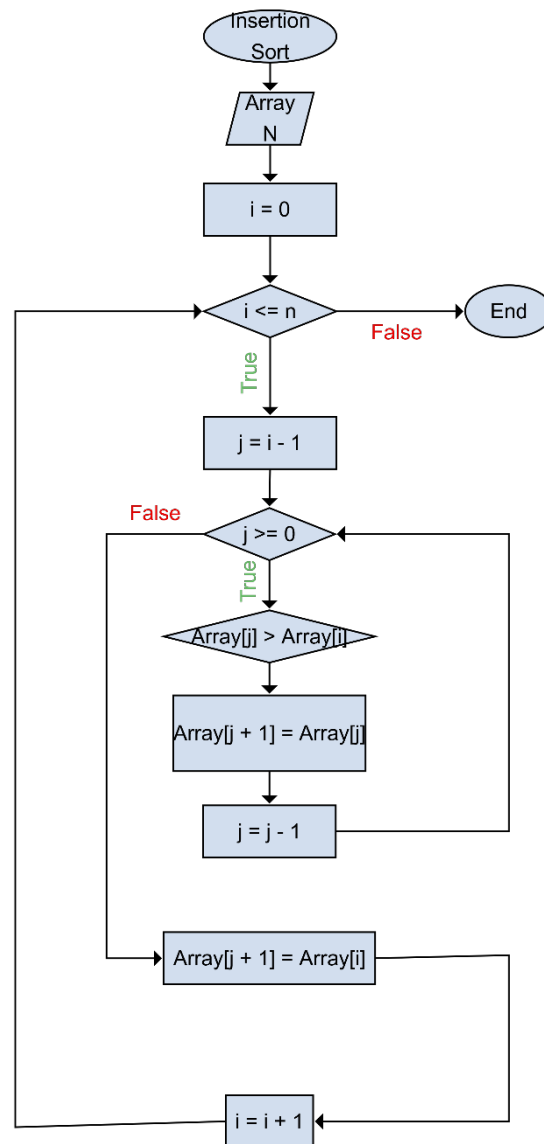 Insertion
Sort
Array
N
i = 0
i <= n
False
End
True
j = i - 1
False
j >= 0
True
Array[j] > Array[i]
Array[j + 1] = Array[j]
j = j - 1
Array[j + 1] = Array[i]
i = i + 1